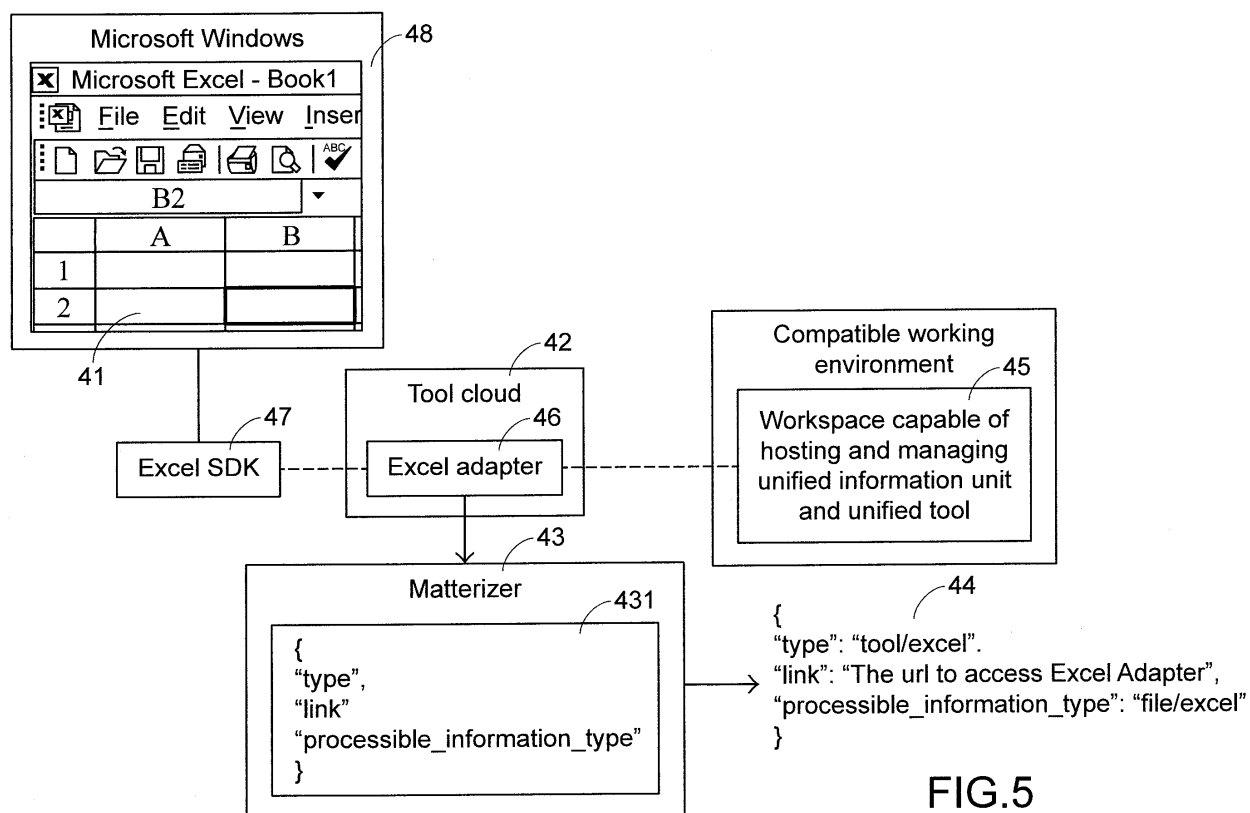 Microsoft Windows
48
X Microsoft Excel - Book1
X File Edit View Inser
ABC
B2
A B
1
2
41
47
Excel SDK
42
Tool cloud
46
Excel adapter
Compatible working
environment
45
Workspace capable of
hosting and managing
unified information unit
and unified tool
43
Matterizer
431
{
“type”,
“link”
“processible_information_type”
}
44
{
“type”: “tool/excel”.
“link”: “The url to access Excel Adapter”,
“processible_information_type”: “file/excel”
}
FIG.5